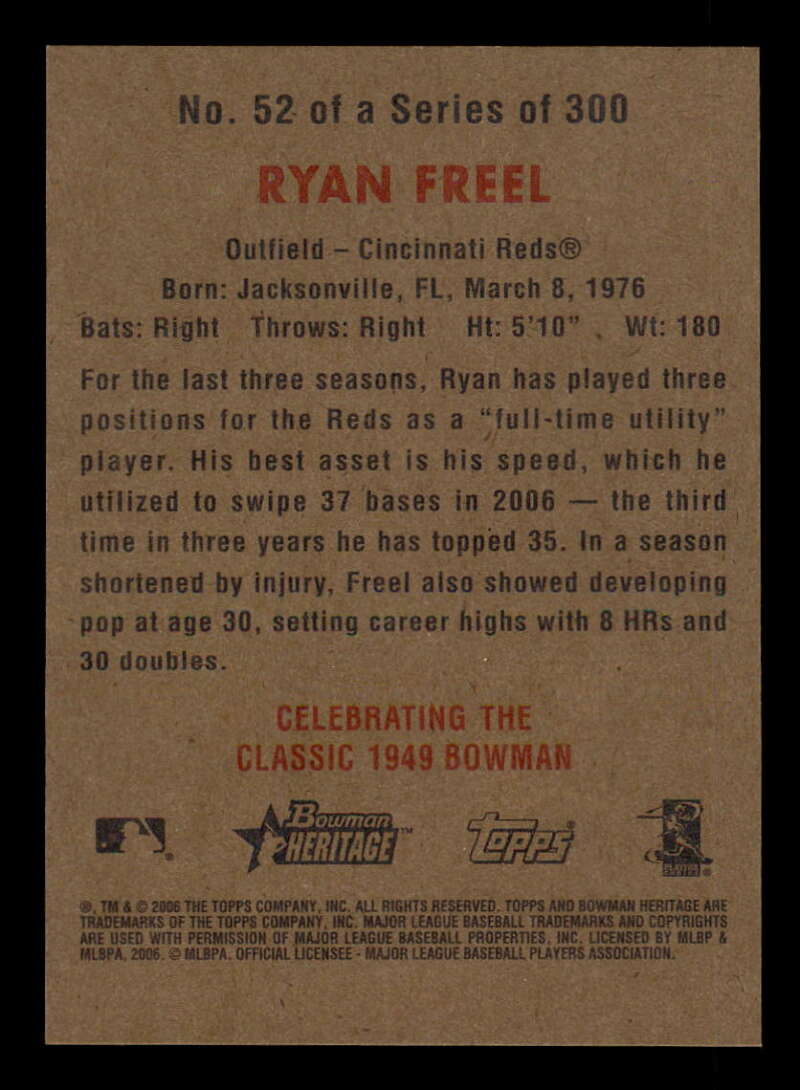 No. 52 of a Series of 300
RYAN FREEL
Outfield – Cincinnati Reds®
Born: Jacksonville, FL, March 8, 1976
Bats: Right Throws: Right Ht: 5'10" Wt: 180
For the last three seasons, Ryan has played three
positions for the Reds as a “full-time utility”
player. His best asset is his speed, which he
utilized to swipe 37 bases in 2006 — the third
time in three years he has topped 35. In a season
shortened by injury, Freel also showed developing
pop at age 30, setting career highs with 8 HRs and
30 doubles.
CELEBRATING THE
CLASSIC 1949 BOWMAN
Bowman
HERITAGE™
Topps®
PLAYERS
®, TM & © 2006 THE TOPPS COMPANY, INC. ALL RIGHTS RESERVED. TOPPS AND BOWMAN HERITAGE ARE
TRADEMARKS OF THE TOPPS COMPANY, INC. MAJOR LEAGUE BASEBALL TRADEMARKS AND COPYRIGHTS
ARE USED WITH PERMISSION OF MAJOR LEAGUE BASEBALL PROPERTIES, INC. LICENSED BY MLBP &
MLBPA, 2006. © MLBPA. OFFICIAL LICENSEE - MAJOR LEAGUE BASEBALL PLAYERS ASSOCIATION.